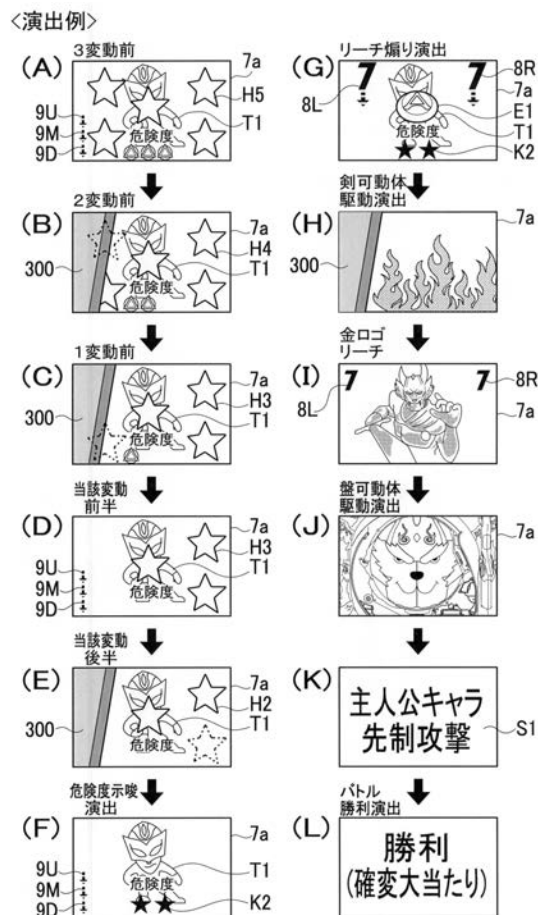 〈演出例〉
3変動前
(A)
7a
H5
T1
9U
9M
9D
危険度
2変動前
(B)
7a
H4
T1
300
危険度
1変動前
(C)
7a
H3
T1
300
危険度
当該変動
前半
(D)
7a
H3
T1
9U
9M
9D
危険度
当該変動
後半
(E)
7a
H2
T1
300
危険度
危険度示唆
演出
(F)
7a
T1
K2
9U
9M
9D
危険度
リーチ煽り演出
(G)
7
7
8R
7a
8L
E1
T1
K2
危険度
剣可動体
駆動演出
(H)
7a
300
金ロゴ
リーチ
(I)
7
7
8R
8L
7a
盤可動体
駆動演出
(J)
7a
(K)
主人公キャラ
先制攻撃
S1
バトル
勝利演出
(L)
勝利
(確変大当たり)